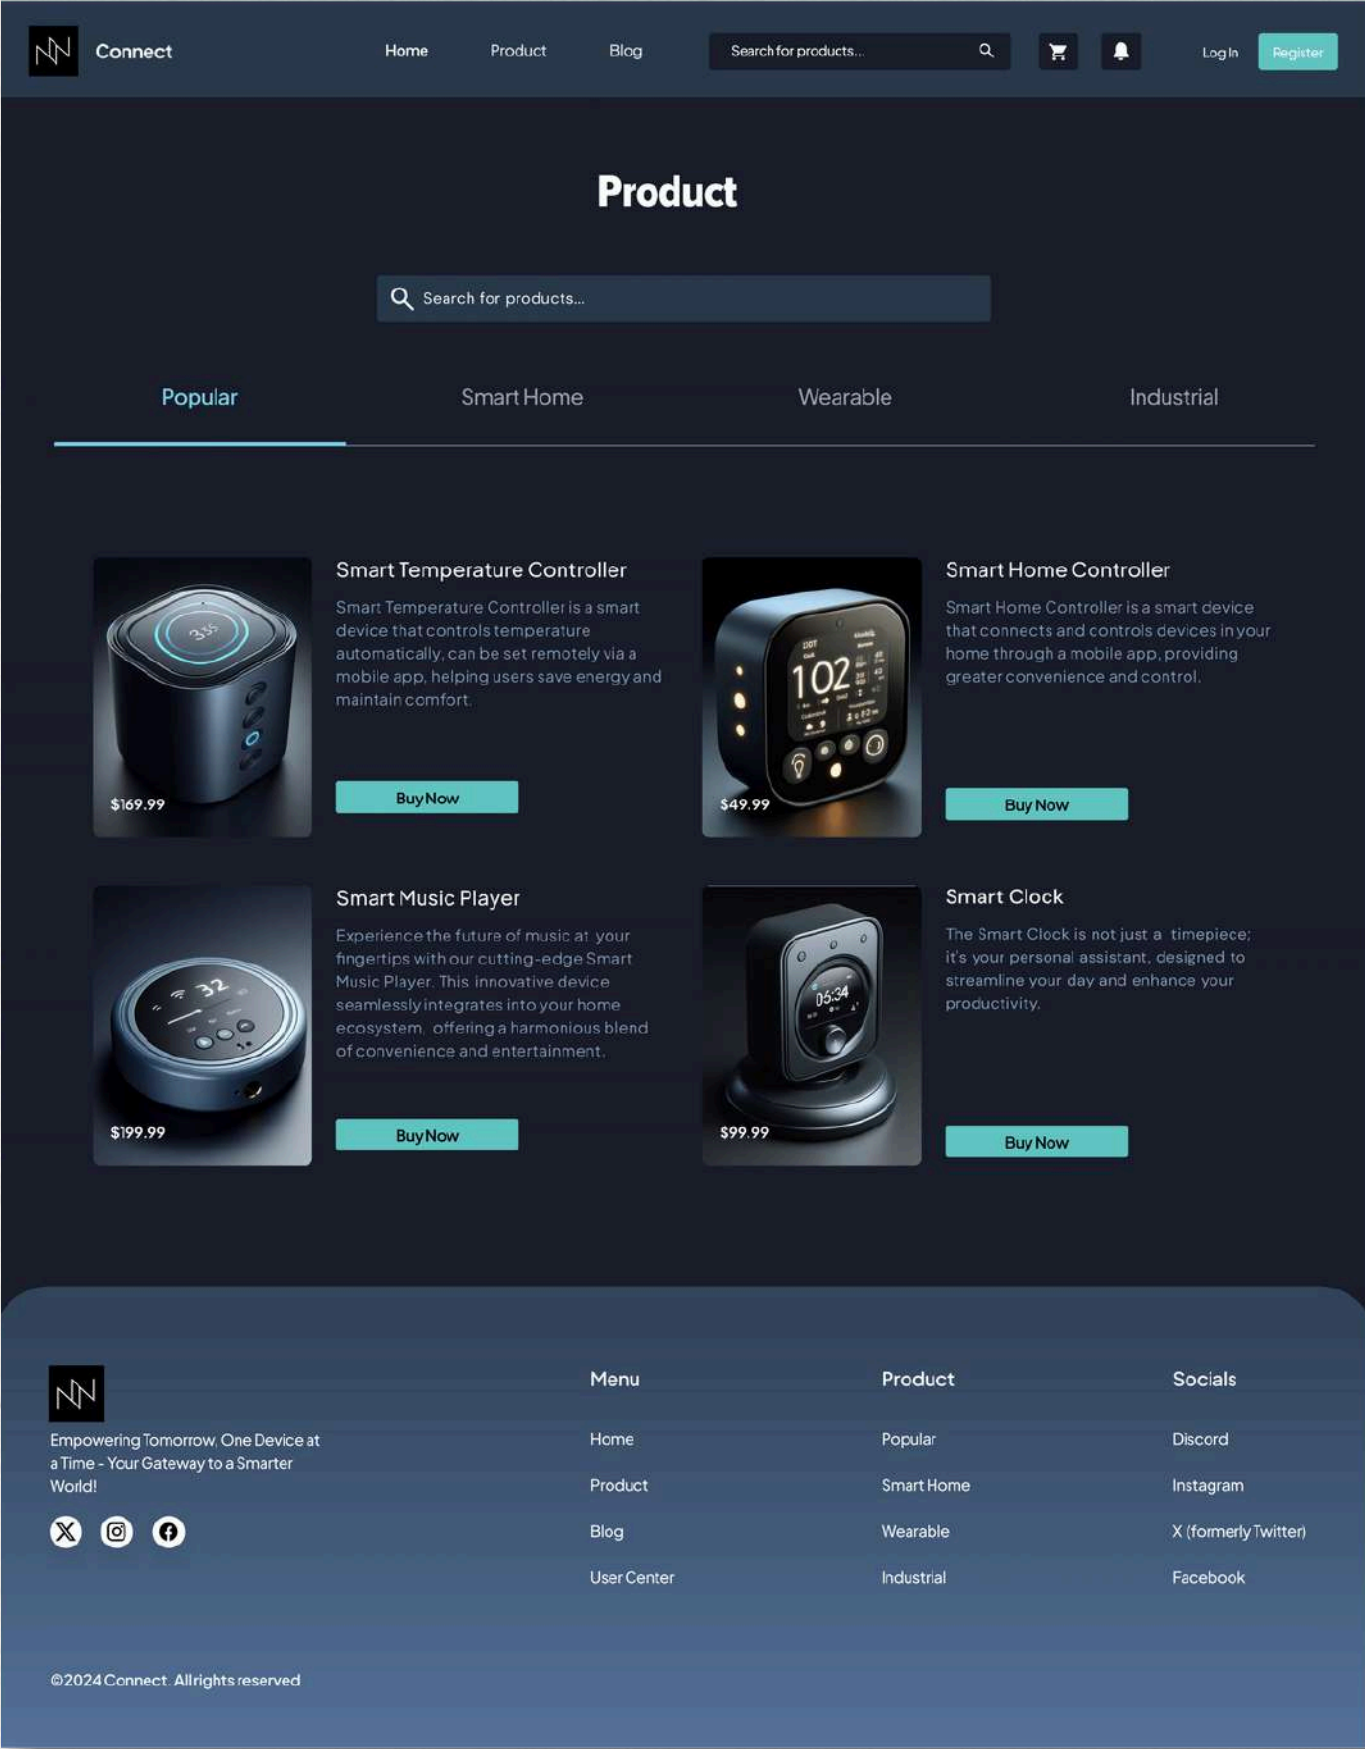 Connect
Home
Product
Blog
Search for products...
Log In
Register
Product
Search for products...
Popular
Smart Home
Wearable
Industrial
Smart Temperature Controller
Smart Temperature Controller is a smart
device that controls temperature
automatically, can be set remotely via a
mobile app, helping users save energy and
maintain comfort.
$169.99
Buy Now
Smart Home Controller
Smart Home Controller is a smart device
that connects and controls devices in your
home through a mobile app, providing
greater convenience and control.
102
$49.99
Buy Now
Smart Music Player
Experience the future of music at your
fingertips with our cutting-edge Smart
Music Player. This innovative device
seamlessly integrates into your home
ecosystem, offering a harmonious blend
of convenience and entertainment.
32
$199.99
Buy Now
Smart Clock
The Smart Clock is not just a timepiece;
it's your personal assistant, designed to
streamline your day and enhance your
productivity.
06:34
$99.99
Buy Now
Empowering Tomorrow, One Device at
a Time - Your Gateway to a Smarter
World!
Menu
Home
Product
Blog
User Center
Product
Popular
Smart Home
Wearable
Industrial
Socials
Discord
Instagram
X (formerly Twitter)
Facebook
©2024 Connect. All rights reserved